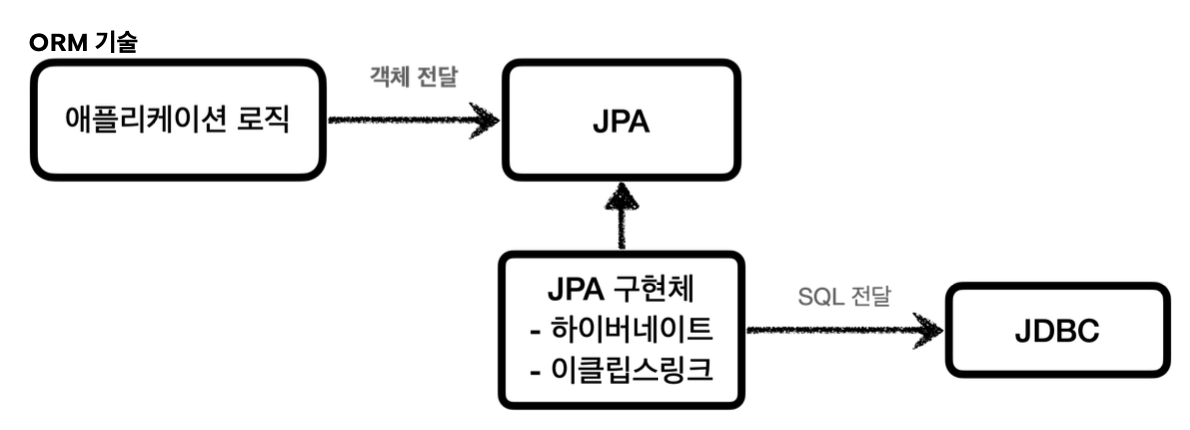 ORM 기술
애플리케이션 로직
객체 전달
JPA
JPA 구현체
- 하이버네이트
- 이클립스링크
SQL 전달
JDBC